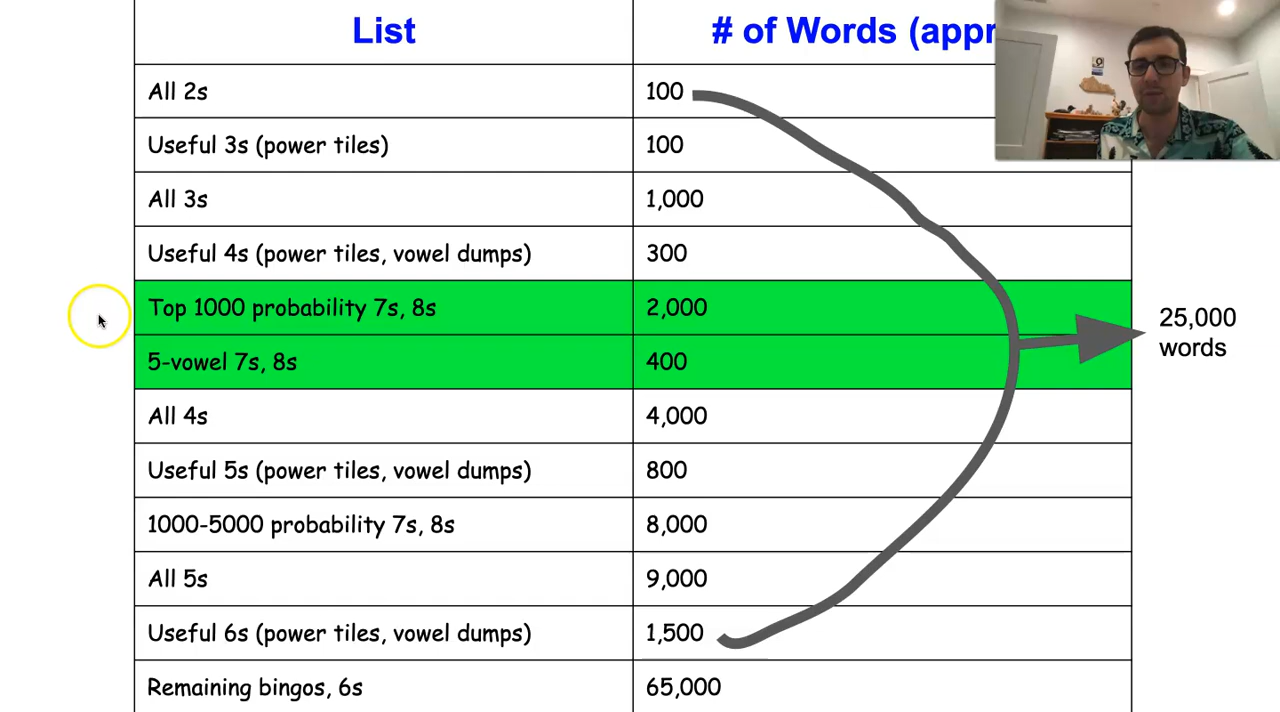 List # of Words (appr
All 2s 100
Useful 3s (power tiles) 100
All 3s 1,000
Useful 4s (power tiles, vowel dumps) 300
Top 1000 probability 7s, 8s 2,000
5-vowel 7s, 8s 400
All 4s 4,000
Useful 5s (power tiles, vowel dumps) 800
1000-5000 probability 7s, 8s 8,000
All 5s 9,000
Useful 6s (power tiles, vowel dumps) 1,500
Remaining bingos, 6s 65,000
25,000
words